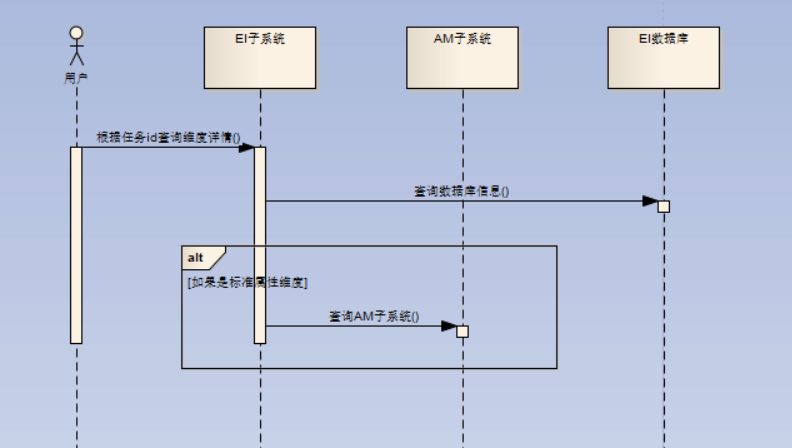 用户
EI子系统
AM子系统
EI数据库
根据任务id查询维度详情()
查询数据库信息()
alt
[如果是标准属性维度]
查询AM子系统()